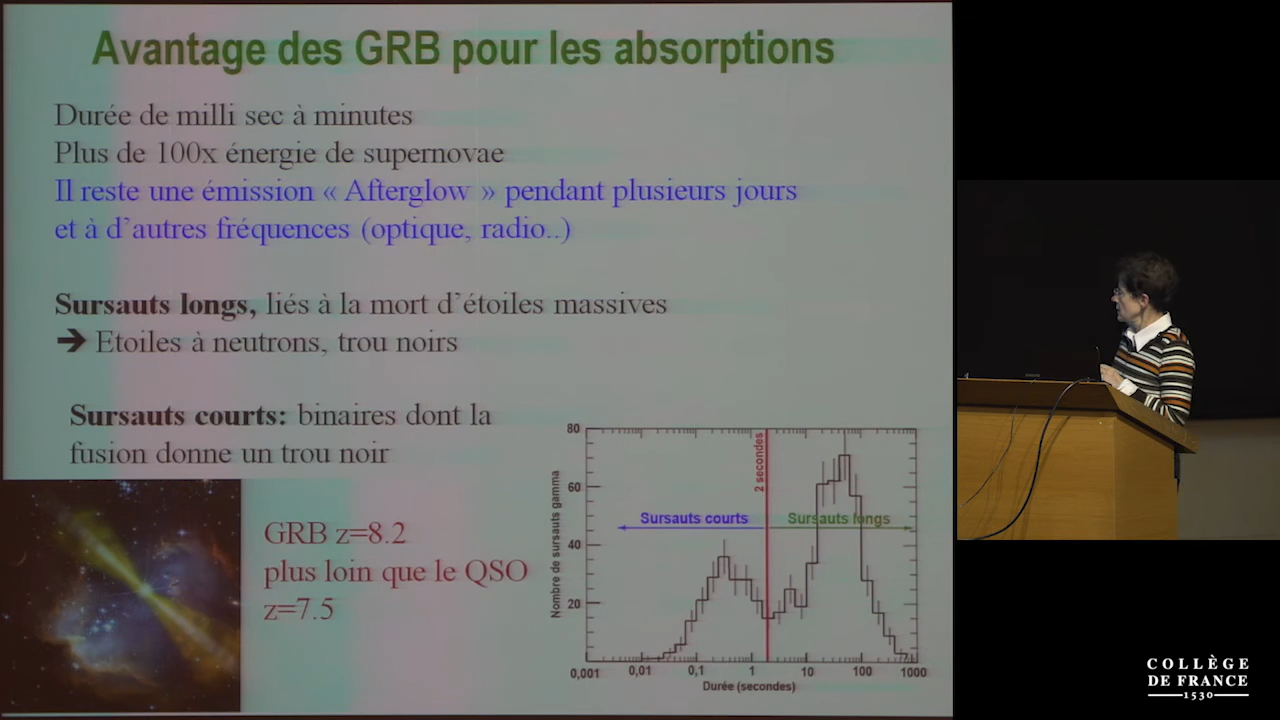 Avantage des GRB pour les absorptions
Durée de milli sec à minutes
Plus de 100x énergie de supernovae
Il reste une émission « Afterglow » pendant plusieurs jours
et à d'autres fréquences (optique, radio..)
Sursauts longs, liés à la mort d'étoiles massives
➔ Etoiles à neutrons, trou noirs
Sursauts courts: binaires dont la
fusion donne un trou noir
GRB z=8.2
plus loin que le QSO
z=7.5
Nombre de sursauts gamma
80
60
40
20
2 secondes
Sursauts courts
Sursauts longs
0,001 0,01 0,1 1 10 100 1000
Durée (secondes)
COLLÈGE
DE FRANCE
1530